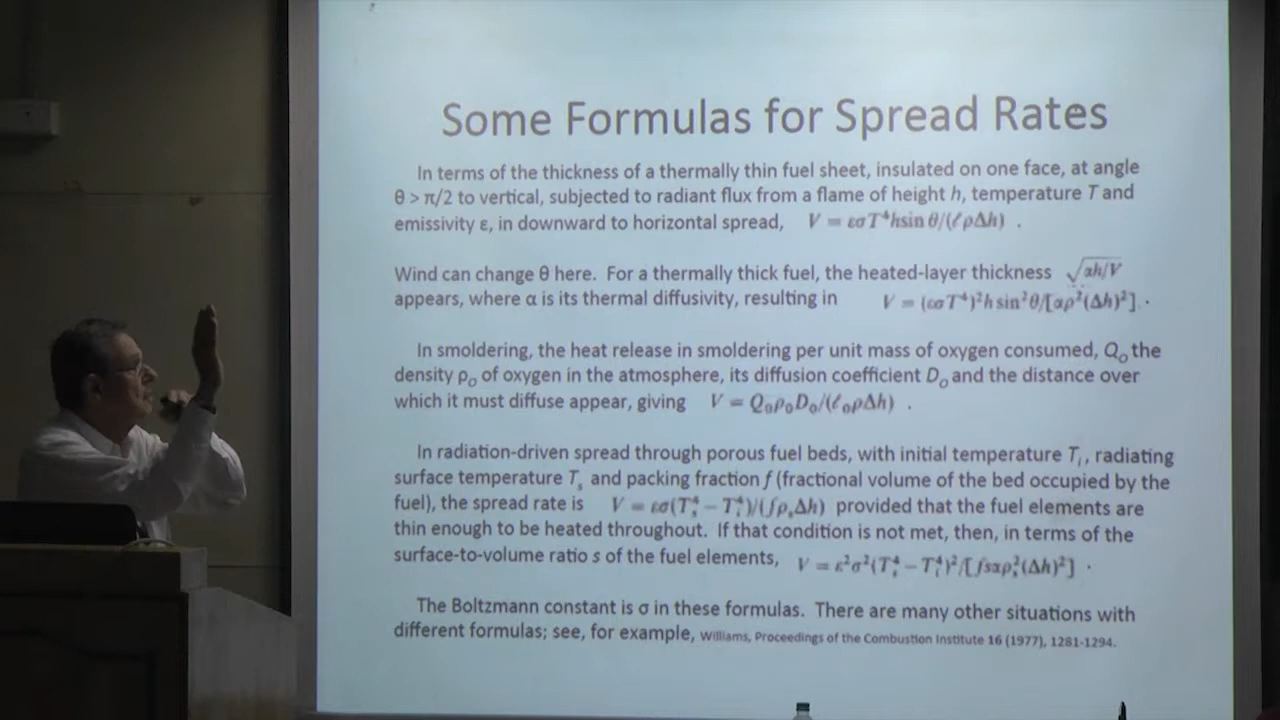 Some Formulas for Spread Rates
In terms of the thickness of a thermally thin fuel sheet, insulated on one face, at angle
θ > π/2 to vertical, subjected to radiant flux from a flame of height h, temperature T and
emissivity ε, in downward to horizontal spread, V = εσT⁴hsin θ/(ℓρΔh) .
Wind can change θ here. For a thermally thick fuel, the heated-layer thickness √αh/V
appears, where α is its thermal diffusivity, resulting in V = (εσT⁴)²h sin²θ/[αρ²(Δh)²] .
In smoldering, the heat release in smoldering per unit mass of oxygen consumed, Qₒ the
density ρₒ of oxygen in the atmosphere, its diffusion coefficient Dₒ and the distance over
which it must diffuse appear, giving V = Q₀ρ₀D₀/(ℓ₀ρΔh) .
In radiation-driven spread through porous fuel beds, with initial temperature Tᵢ, radiating
surface temperature Tₛ and packing fraction f (fractional volume of the bed occupied by the
fuel), the spread rate is V = εσ(Tₛ⁴ − Tᵢ⁴)/(fρₛΔh) provided that the fuel elements are
thin enough to be heated throughout. If that condition is not met, then, in terms of the
surface-to-volume ratio s of the fuel elements, V = ε²σ²(Tₛ⁴ − Tᵢ⁴)²/[fsαρₛ²(Δh)²] .
The Boltzmann constant is σ in these formulas. There are many other situations with
different formulas; see, for example, Williams, Proceedings of the Combustion Institute 16 (1977), 1281-1294.